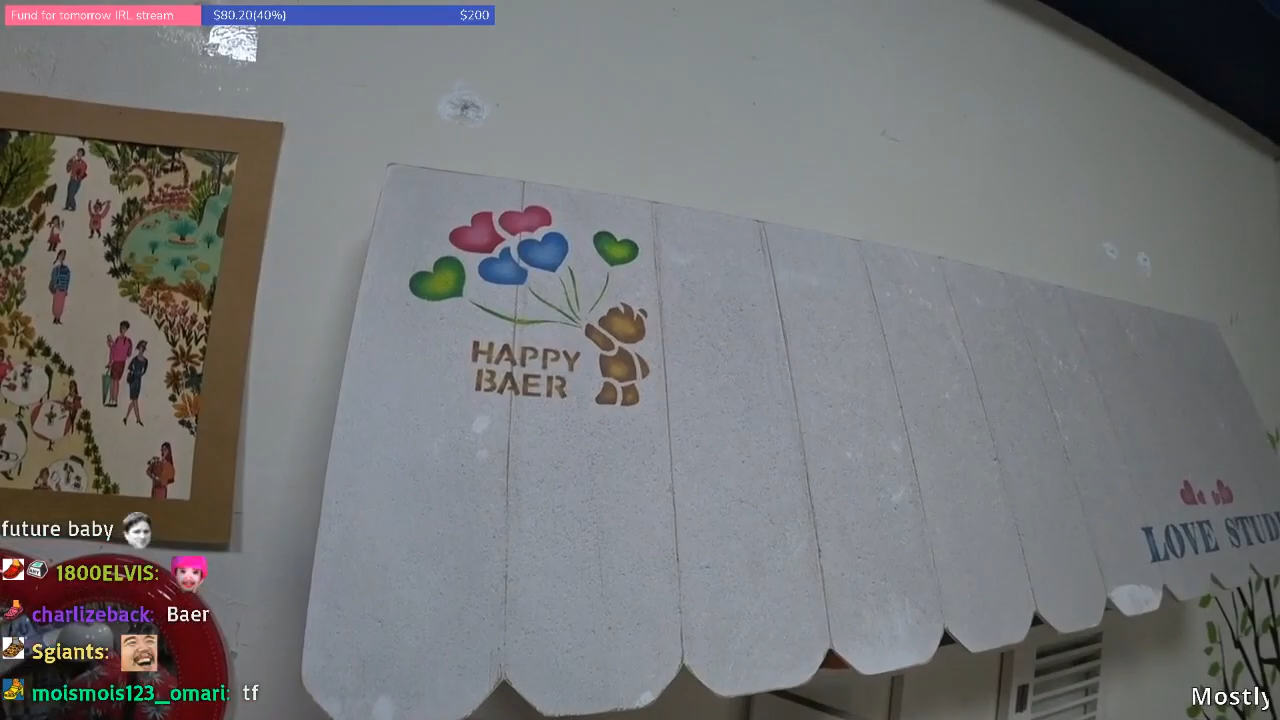 Fund for tomorrow IRL stream $80.20(40%) $200
HAPPY
BAER
LOVE STUD
future baby
1800ELVIS:
charlizeback: Baer
Sgiants:
moismois123_omari: tf
Mostly